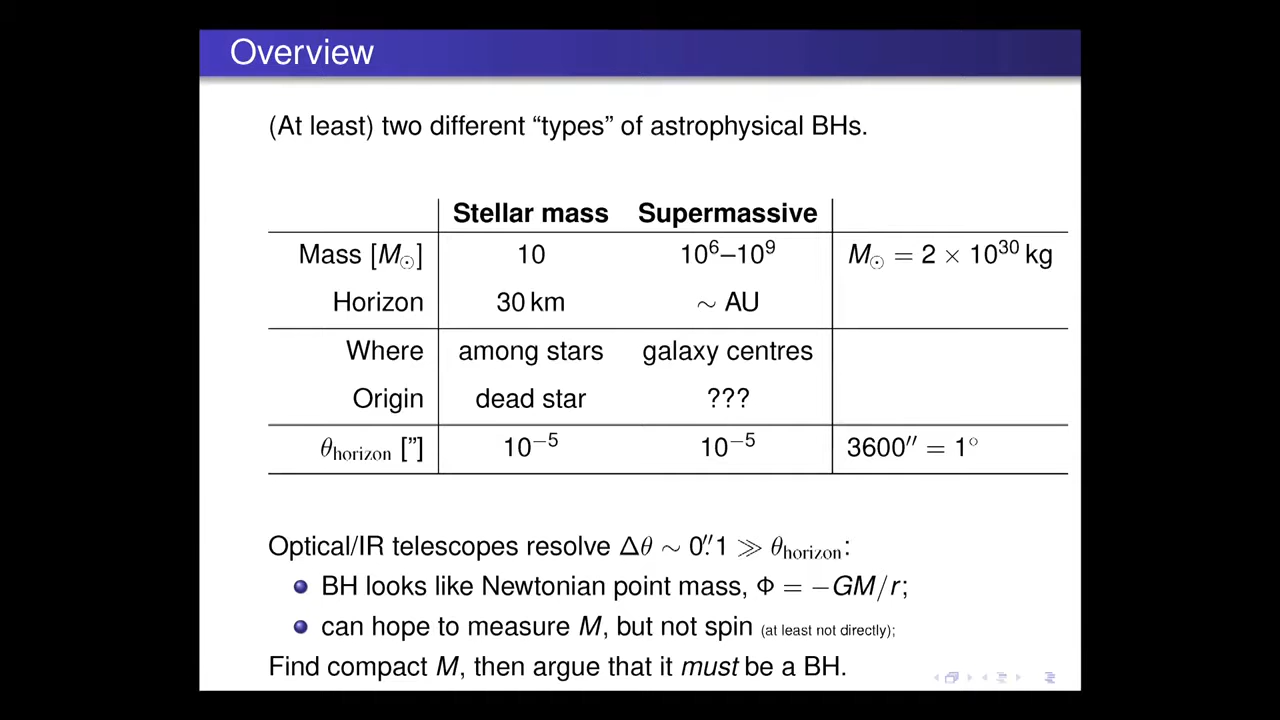 Overview
(At least) two different “types” of astrophysical BHs.
Stellar mass Supermassive
Mass [M☉] 10 10⁶–10⁹ M☉ = 2 × 10³⁰ kg
Horizon 30 km ∼ AU
Where among stars galaxy centres
Origin dead star ???
θhorizon [”] 10⁻⁵ 10⁻⁵ 3600′′ = 1°
Optical/IR telescopes resolve Δθ ∼ 0.′′1 ≫ θhorizon:
BH looks like Newtonian point mass, Φ = −GM/r;
can hope to measure M, but not spin (at least not directly);
Find compact M, then argue that it must be a BH.